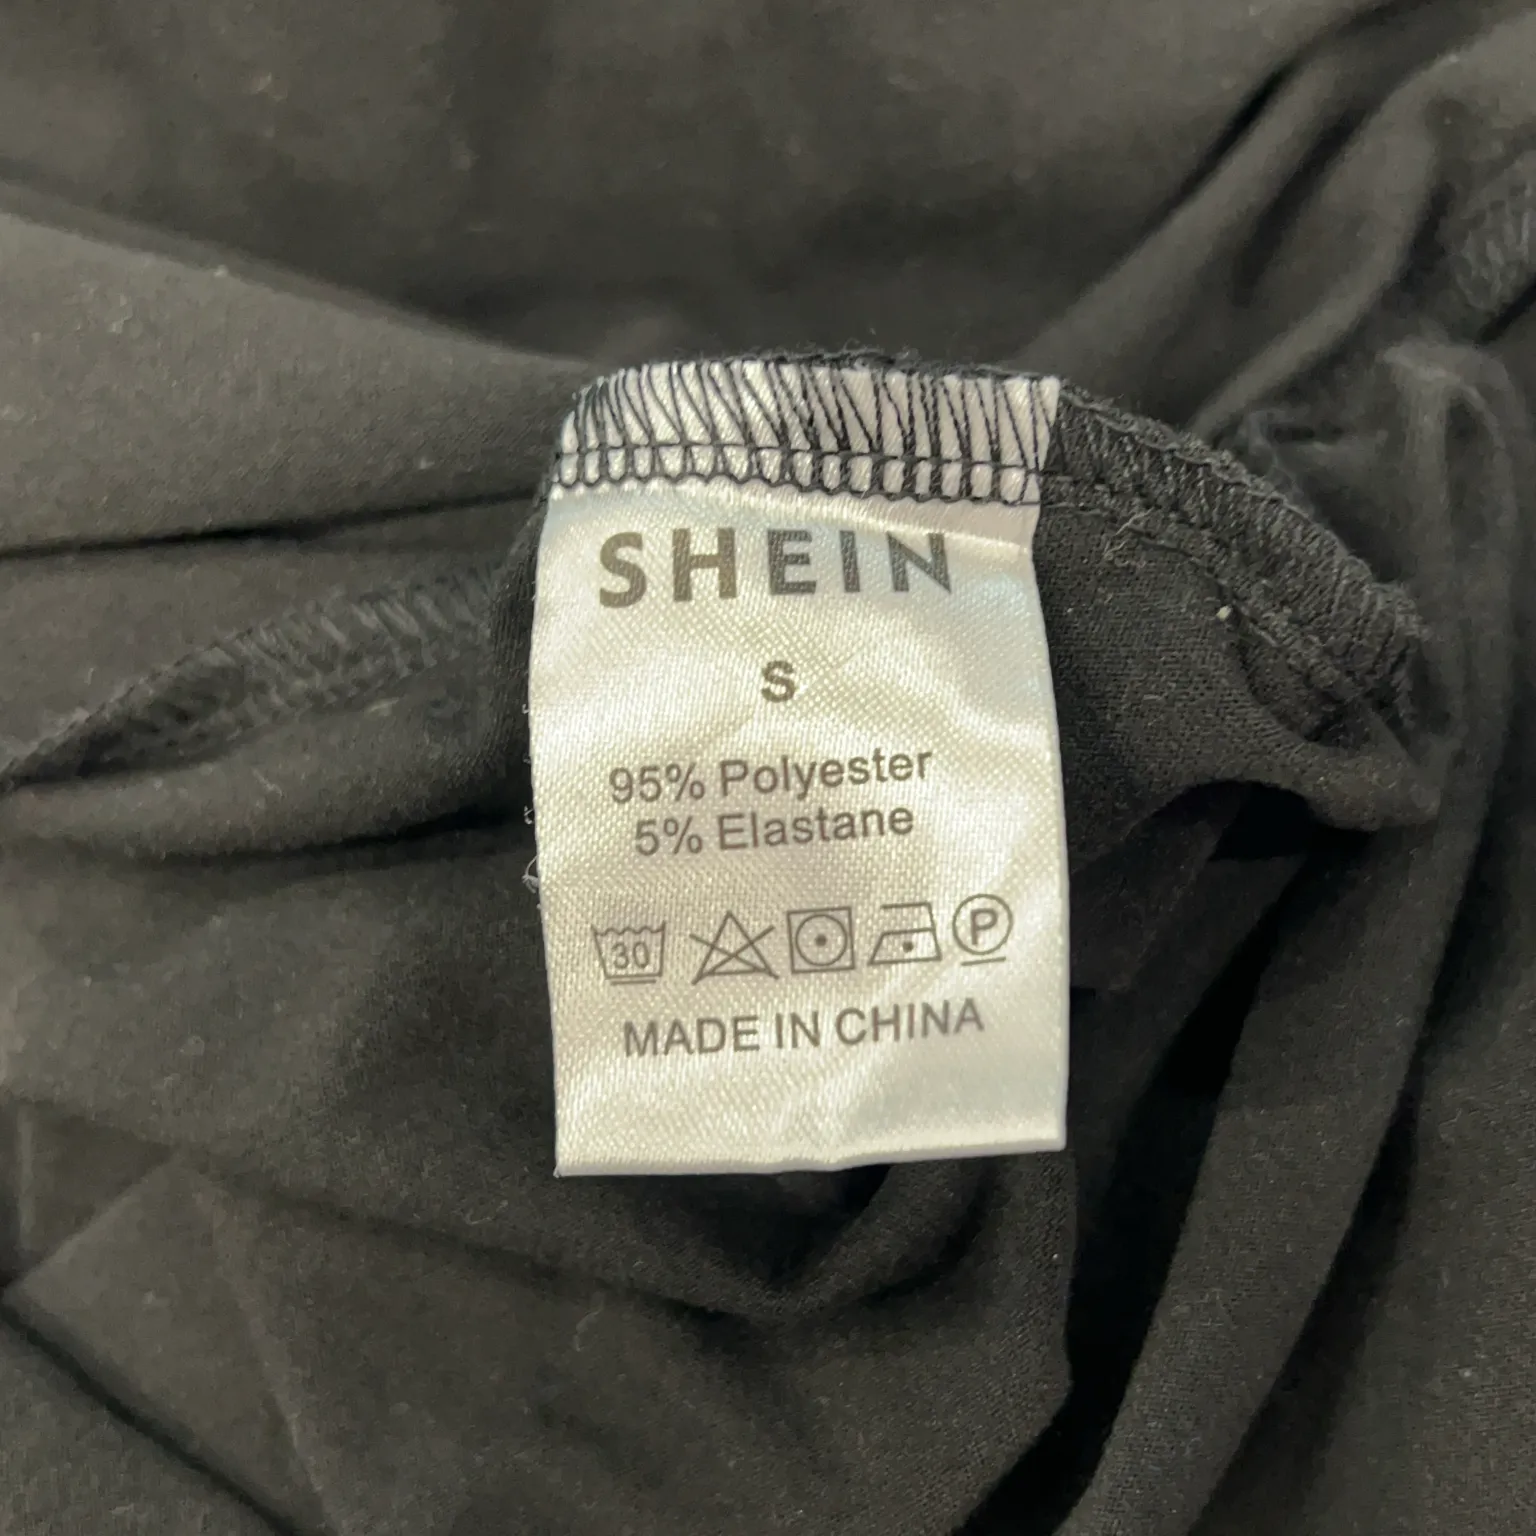 SHEIN
S
95% Polyester
5% Elastane
30 P
MADE IN CHINA